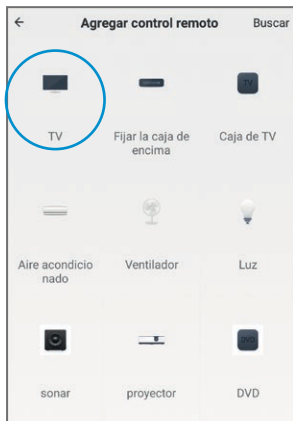 Agregar control remoto Buscar
TV
DVD
TV Fijar la caja de Caja de TV
encima
Aire acondicio Ventilador Luz
nado
sonar proyector DVD